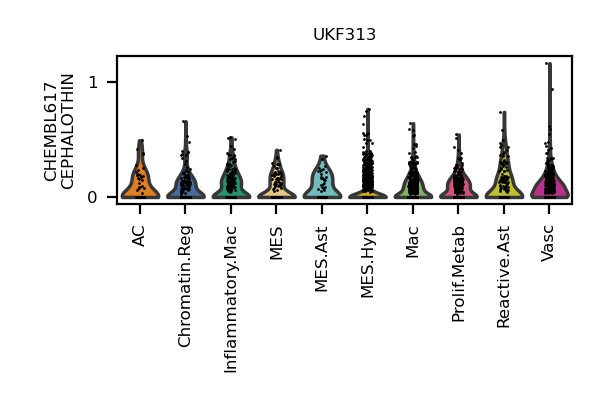 UKF313
CHEMBL617
CEPHALOTHIN
1
0
AC
Chromatin.Reg
Inflammatory.Mac
MES
MES.Ast
MES.Hyp
Mac
Prolif.Metab
Reactive.Ast
Vasc